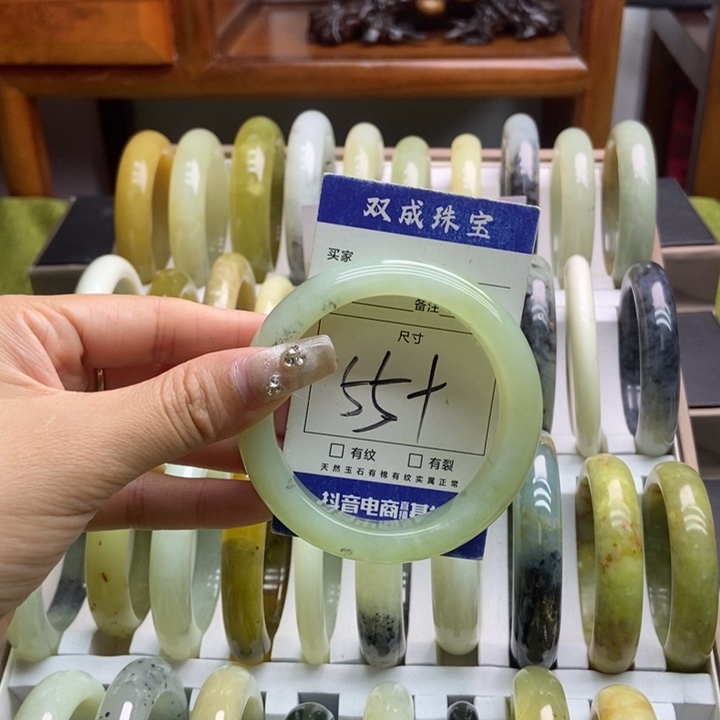 双成珠宝
买家
备注
尺寸
55+
□ 有纹 □ 有裂
天然玉石有棉有纹实属正常
抖音电商